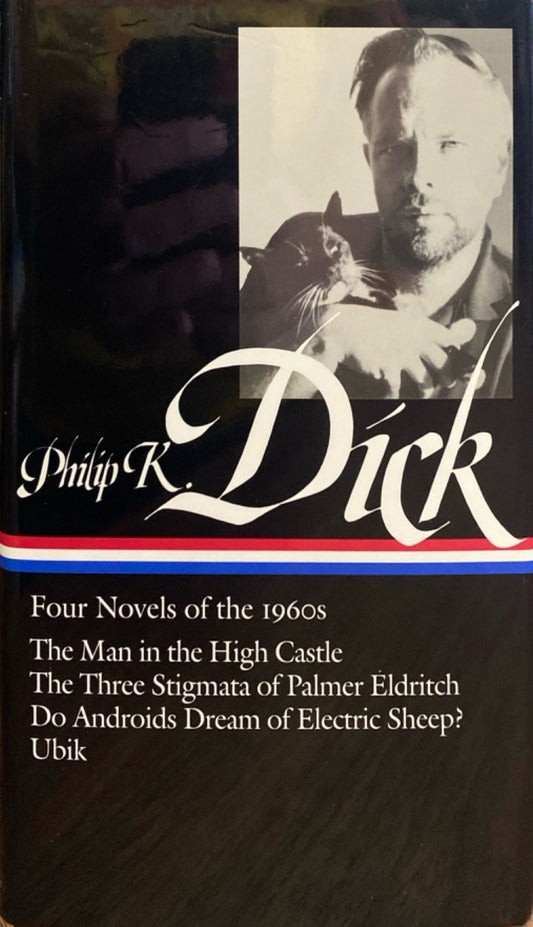 Philip K. Dick
Four Novels of the 1960s
The Man in the High Castle
The Three Stigmata of Palmer Eldritch
Do Androids Dream of Electric Sheep?
Ubik